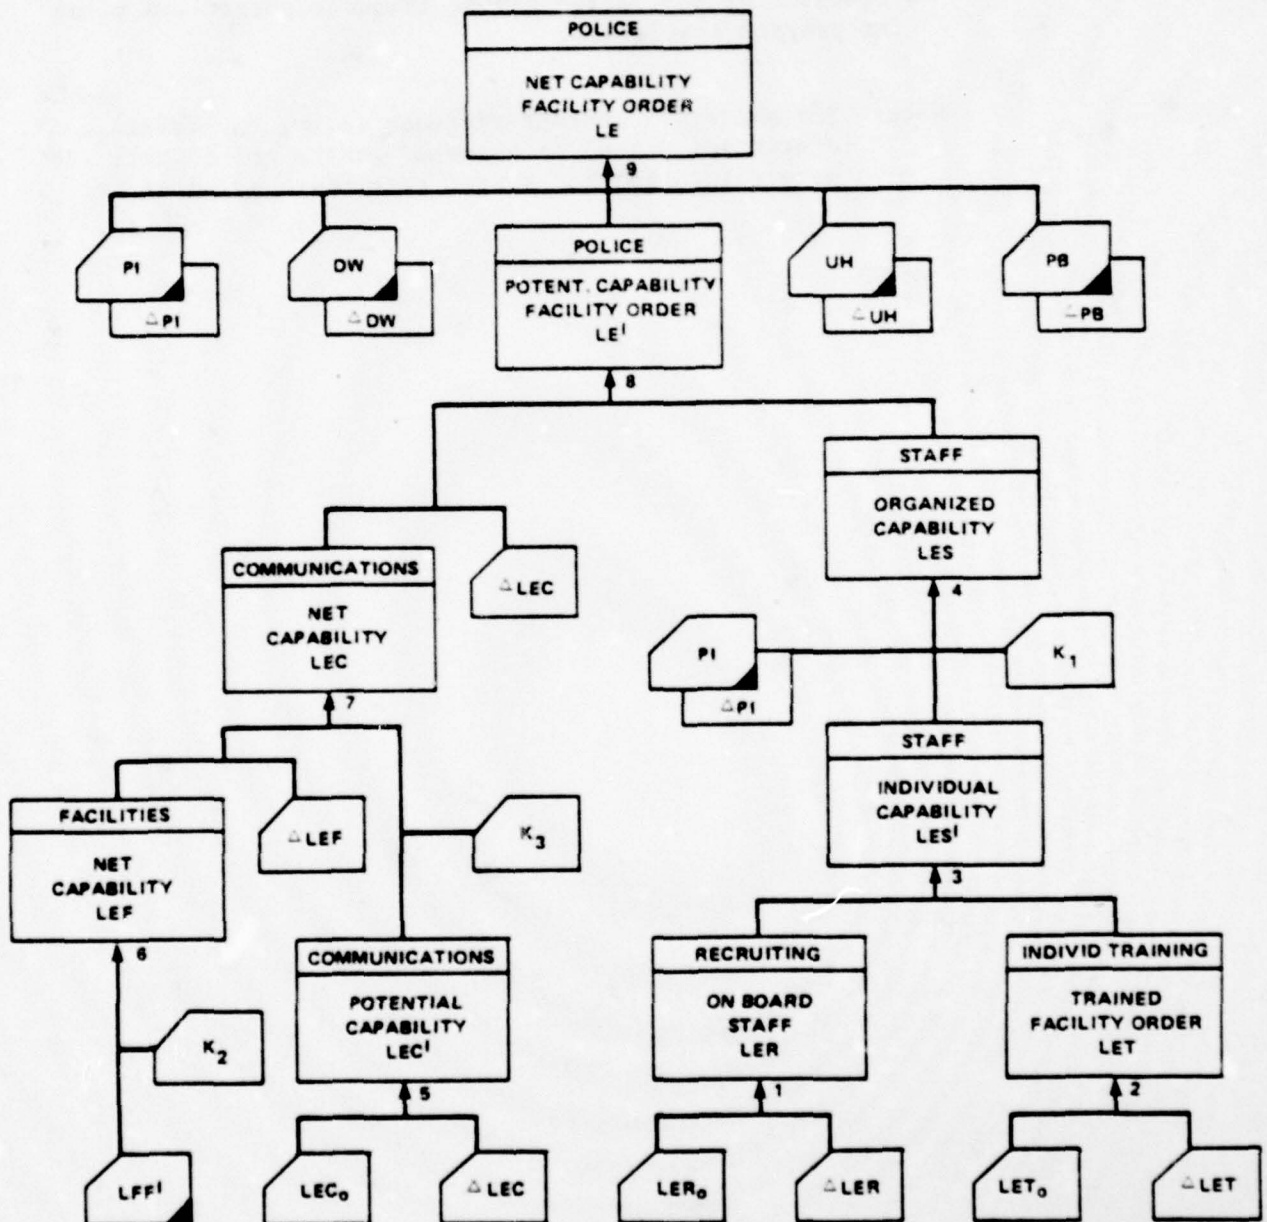 POLICE
NET CAPABILITY
FACILITY ORDER
LE
9
PI
△PI
DW
△DW
POLICE
POTENT. CAPABILITY
FACILITY ORDER
LE'
8
UH
△UH
PB
△PB
STAFF
ORGANIZED
CAPABILITY
LES
4
COMMUNICATIONS
NET
CAPABILITY
LEC
7
△LEC
PI
△PI
K₁
STAFF
INDIVIDUAL
CAPABILITY
LES'
3
FACILITIES
NET
CAPABILITY
LEF
6
△LEF
K₃
COMMUNICATIONS
POTENTIAL
CAPABILITY
LEC'
5
RECRUITING
ON BOARD
STAFF
LER
1
INDIVID TRAINING
TRAINED
FACILITY ORDER
LET
2
K₂
LFF'
LEC₀
△LEC
LER₀
△LER
LET₀
△LET